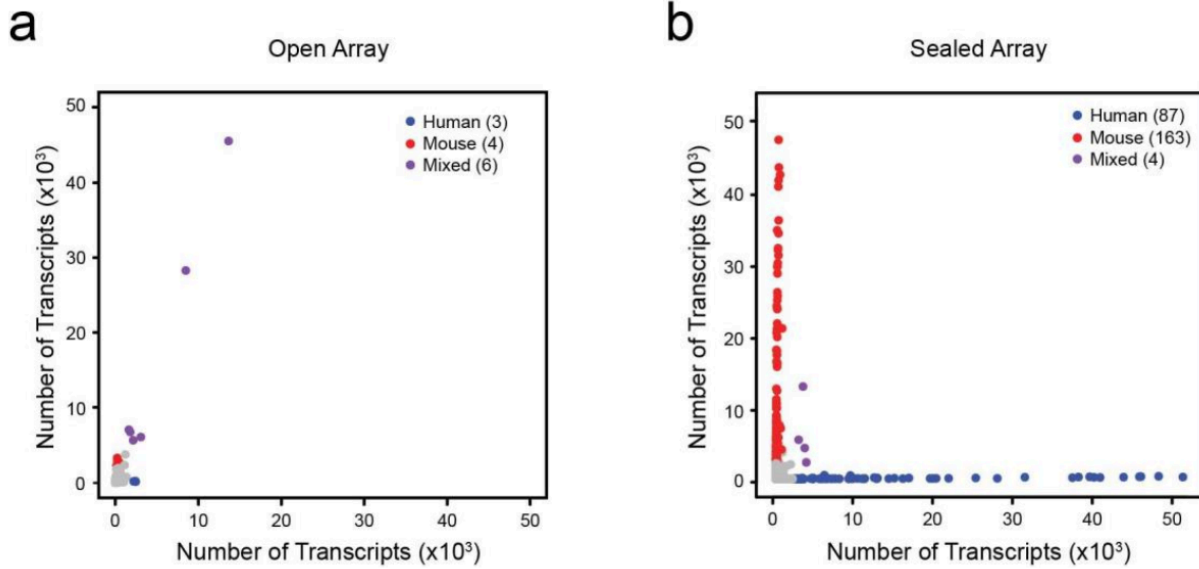 a
Open Array
Number of Transcripts (x10³)
50
40
30
20
10
0
Human (3)
Mouse (4)
Mixed (6)
0 10 20 30 40 50
Number of Transcripts (x10³)
b
Sealed Array
Number of Transcripts (x10³)
50
40
30
20
10
0
Human (87)
Mouse (163)
Mixed (4)
0 10 20 30 40 50
Number of Transcripts (x10³)